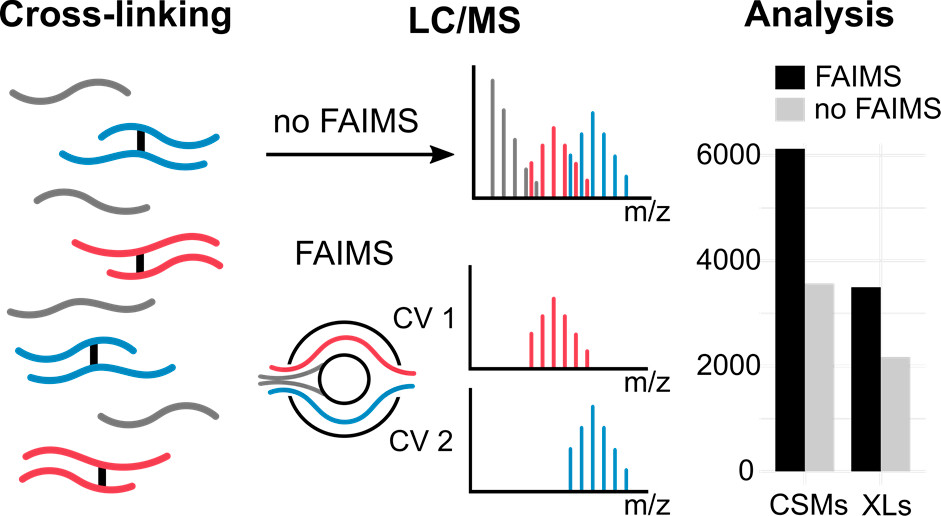 Cross-linking
LC/MS
Analysis
no FAIMS
m/z
FAIMS
CV 1
m/z
CV 2
m/z
FAIMS
no FAIMS
6000
4000
2000
0
CSMs
XLs